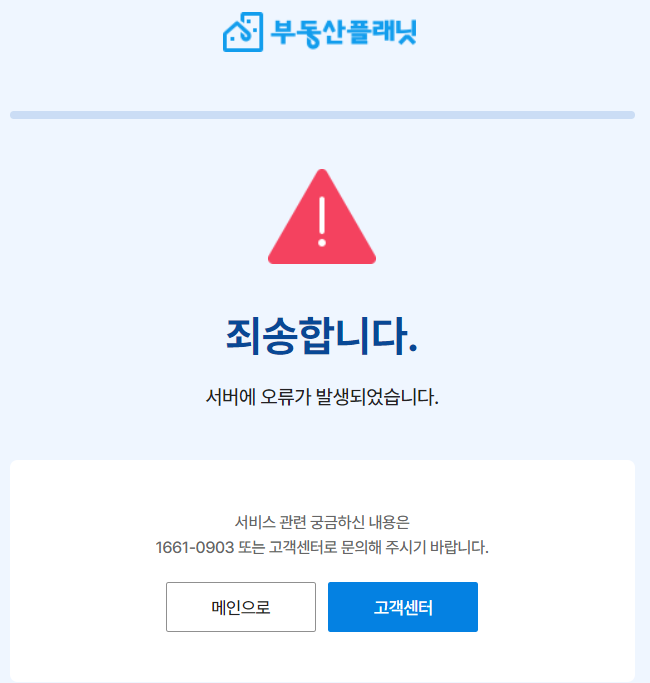 부동산플래닛
죄송합니다.
서버에 오류가 발생되었습니다.
서비스 관련 궁금하신 내용은
1661-0903 또는 고객센터로 문의해 주시기 바랍니다.
메인으로
고객센터